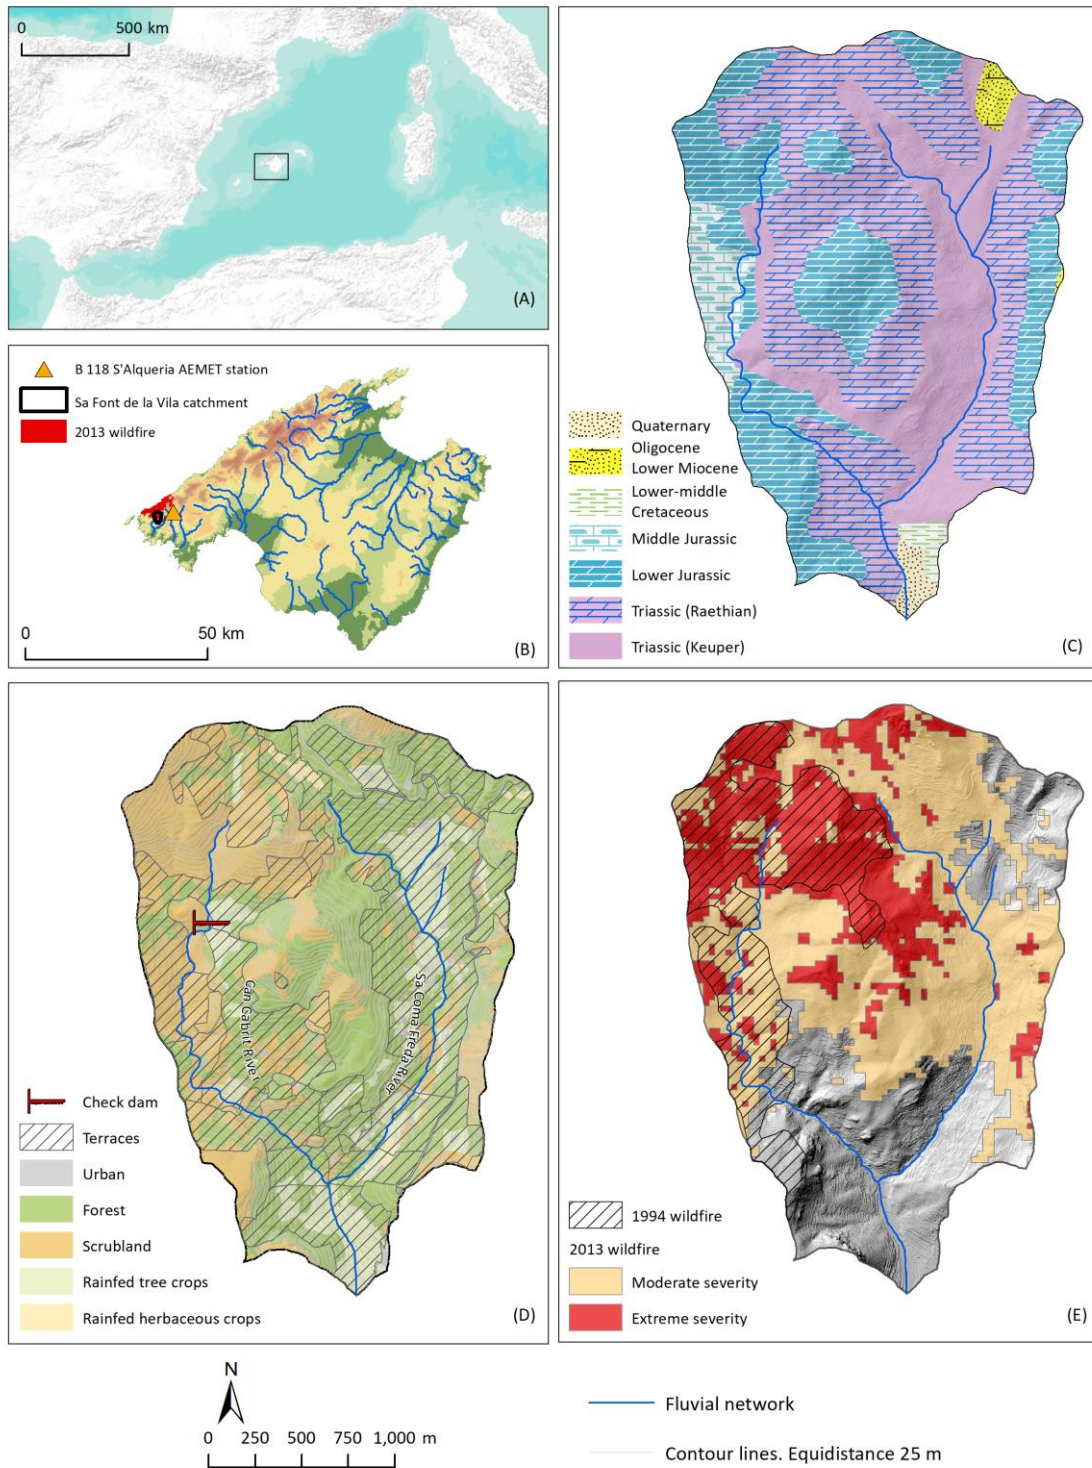 0 500 km
(A)
B 118 S'Alqueria AEMET station
Sa Font de la Vila catchment
2013 wildfire
0 50 km
(B)
Quaternary
Oligocene
Lower Miocene
Lower-middle
Cretaceous
Middle Jurassic
Lower Jurassic
Triassic (Raethian)
Triassic (Keuper)
(C)
Can Gabrit River
Sa Coma Freda River
Check dam
Terraces
Urban
Forest
Scrubland
Rainfed tree crops
Rainfed herbaceous crops
(D)
1994 wildfire
2013 wildfire
Moderate severity
Extreme severity
(E)
N
0 250 500 750 1,000 m
Fluvial network
Contour lines. Equidistance 25 m